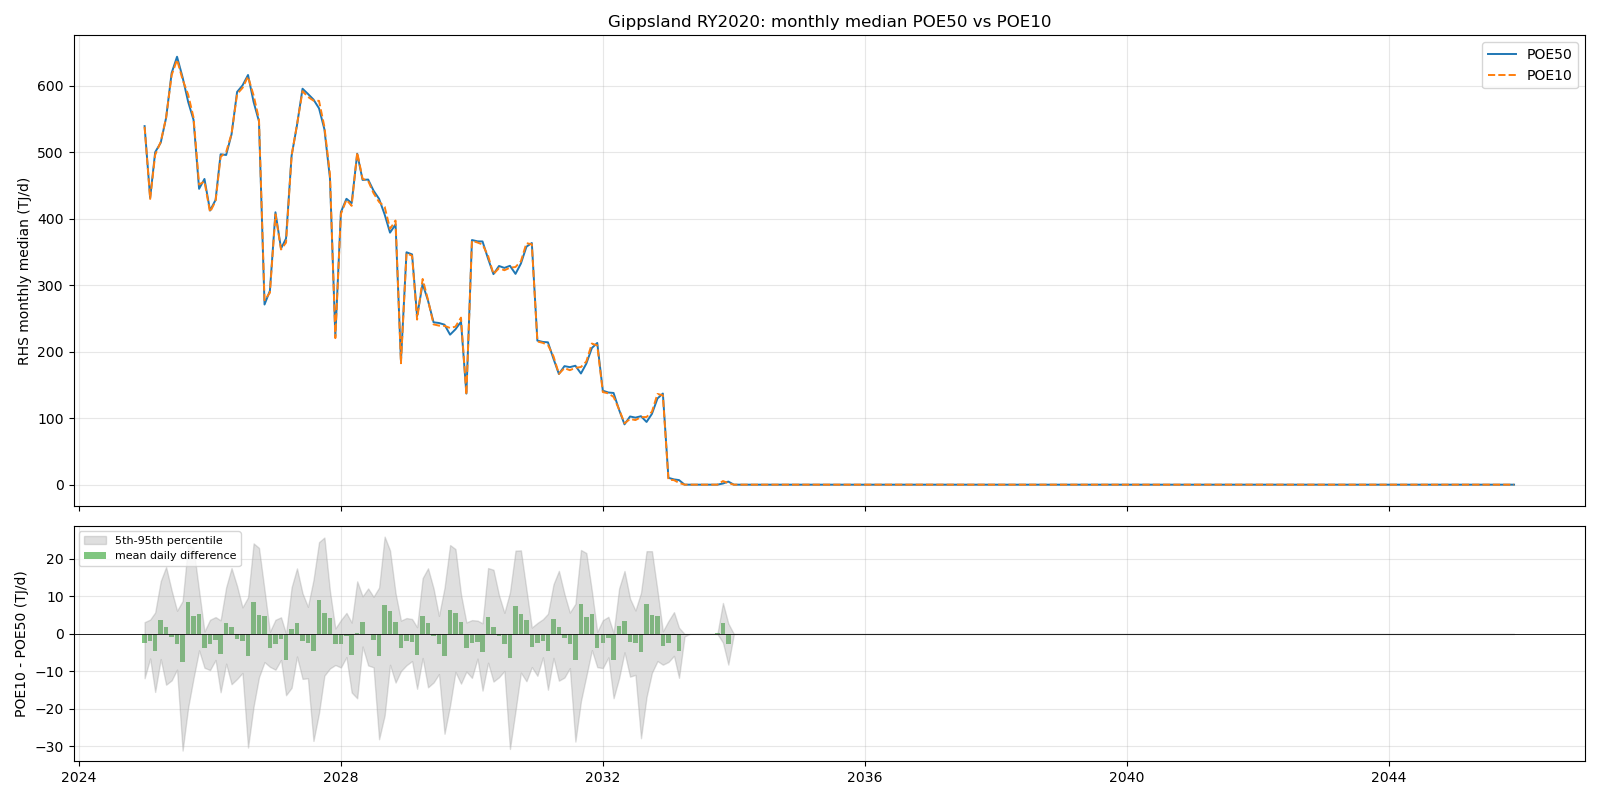 Gippsland RY2020: monthly median POE50 vs POE10
RHS monthly median (TJ/d)
600
500
400
300
200
100
0
POE50
POE10
POE10 - POE50 (TJ/d)
20
10
0
−10
−20
−30
5th-95th percentile
mean daily difference
2024
2028
2032
2036
2040
2044